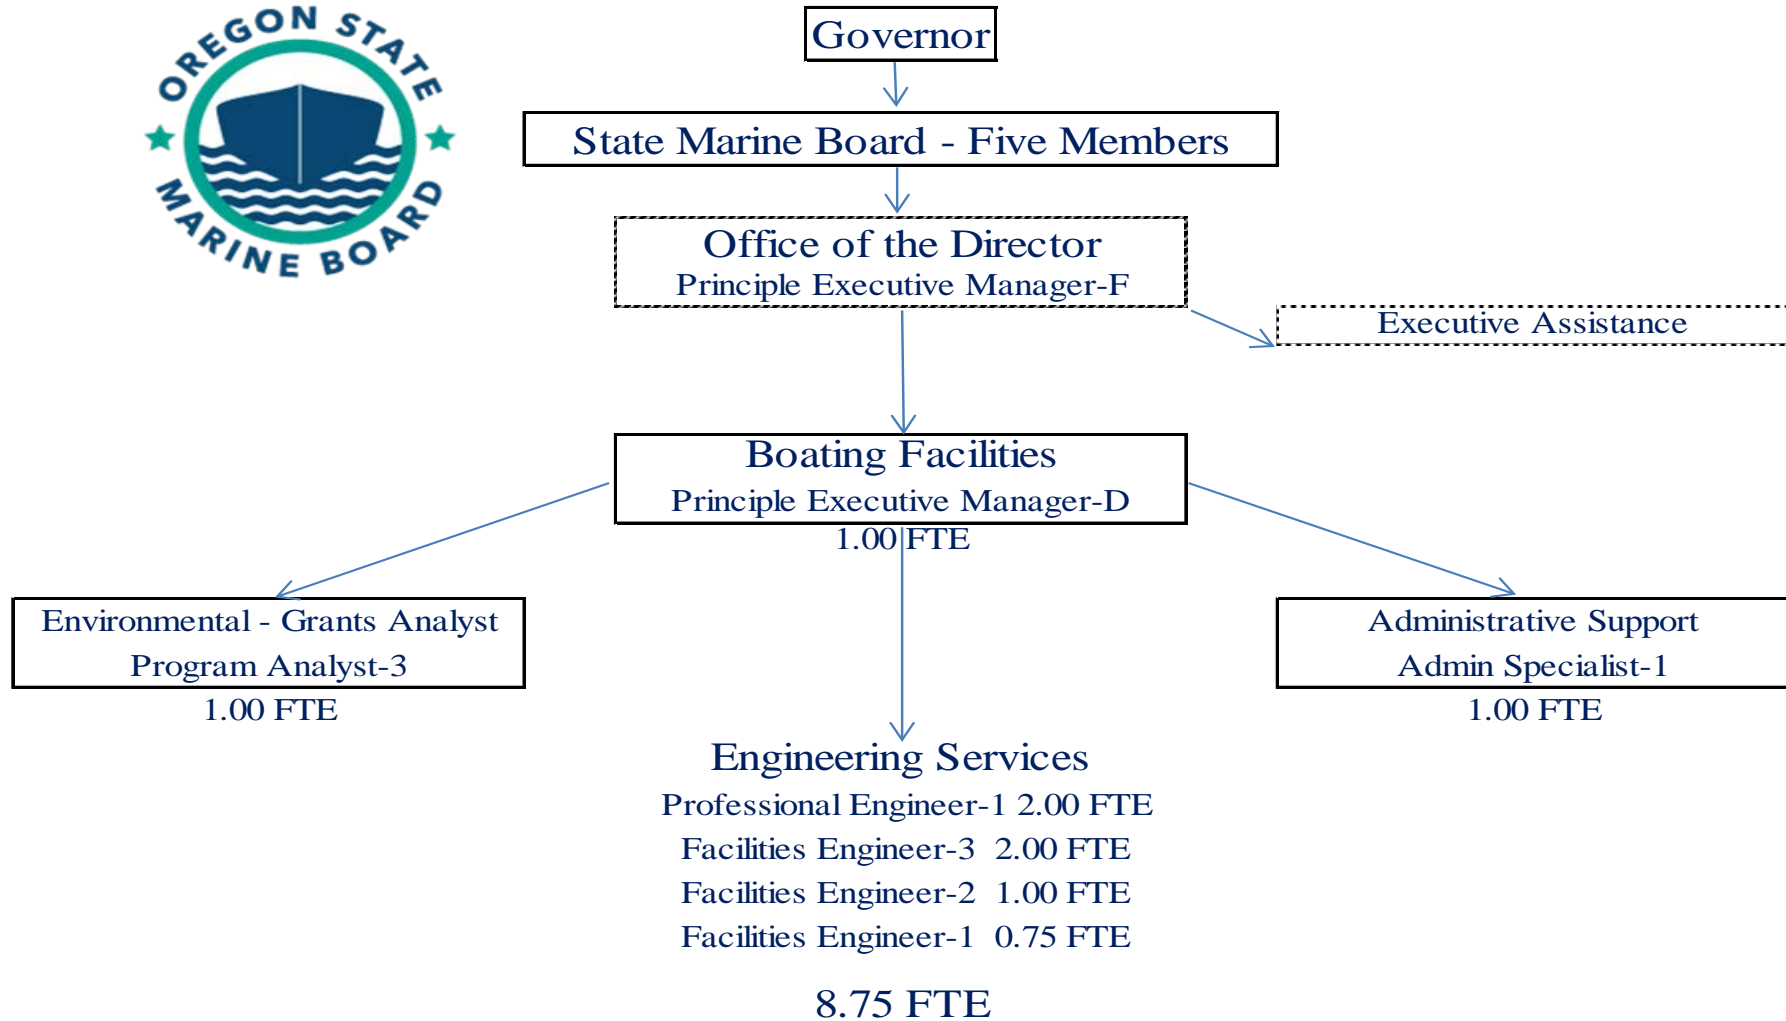 OREGON STATE
MARINE BOARD
Governor
State Marine Board - Five Members
Office of the Director
Principle Executive Manager-F
Executive Assistance
Boating Facilities
Principle Executive Manager-D
1.00 FTE
Environmental - Grants Analyst
Program Analyst-3
1.00 FTE
Administrative Support
Admin Specialist-1
1.00 FTE
Engineering Services
Professional Engineer-1 2.00 FTE
Facilities Engineer-3 2.00 FTE
Facilities Engineer-2 1.00 FTE
Facilities Engineer-1 0.75 FTE
8.75 FTE